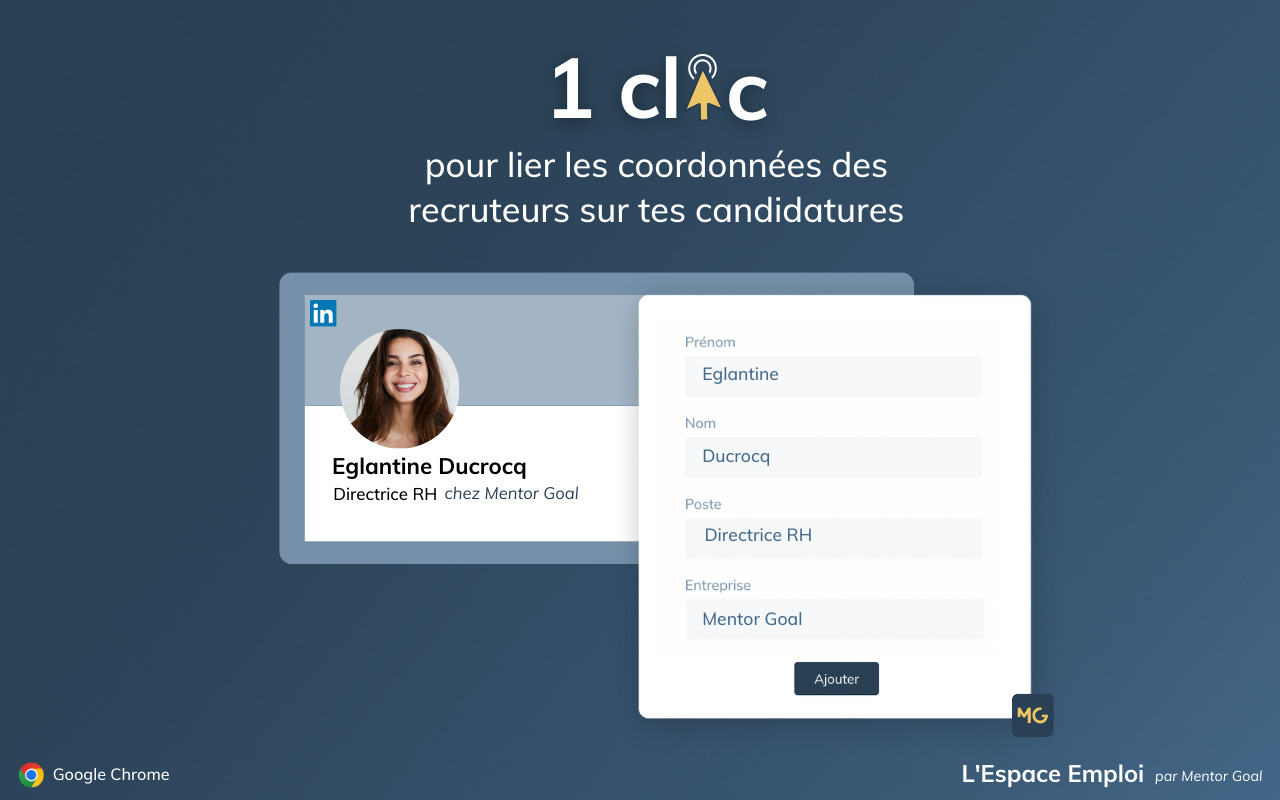 1 clic
pour lier les coordonnées des
recruteurs sur tes candidatures
in
Eglantine Ducrocq
Directrice RH chez Mentor Goal
Prénom
Eglantine
Nom
Ducrocq
Poste
Directrice RH
Entreprise
Mentor Goal
Ajouter
MG
Google Chrome
L'Espace Emploi par Mentor Goal